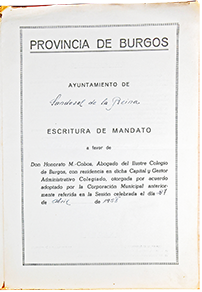 PROVINCIA DE BURGOS
AYUNTAMIENTO DE
Sandoval de la Reina
ESCRITURA DE MANDATO
a favor de
Don Honorato M.-Cobos, Abogado del Ilustre Colegio
de Burgos, con residencia en dicha Capital y Gestor
Administrativo Colegiado, otorgada por acuerdo
adoptado por la Corporación Municipal anterior-
mente referida en la Sesión celebrada el día
de Abril de 1958